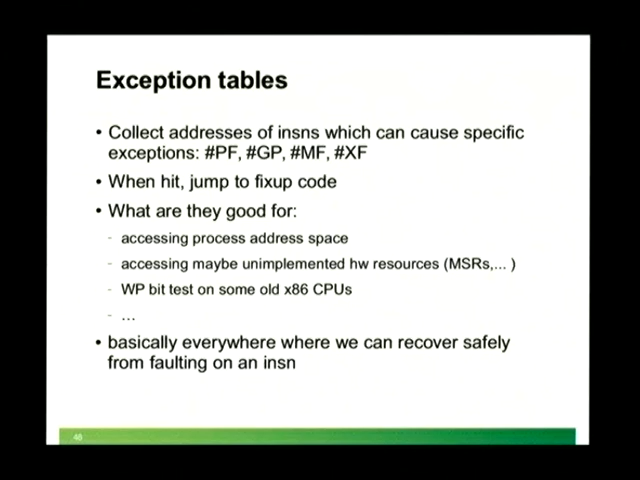 Exception tables
• Collect addresses of insns which can cause specific
exceptions: #PF, #GP, #MF, #XF
• When hit, jump to fixup code
• What are they good for:
- accessing process address space
- accessing maybe unimplemented hw resources (MSRs,... )
- WP bit test on some old x86 CPUs
- ...
• basically everywhere where we can recover safely
from faulting on an insn
48